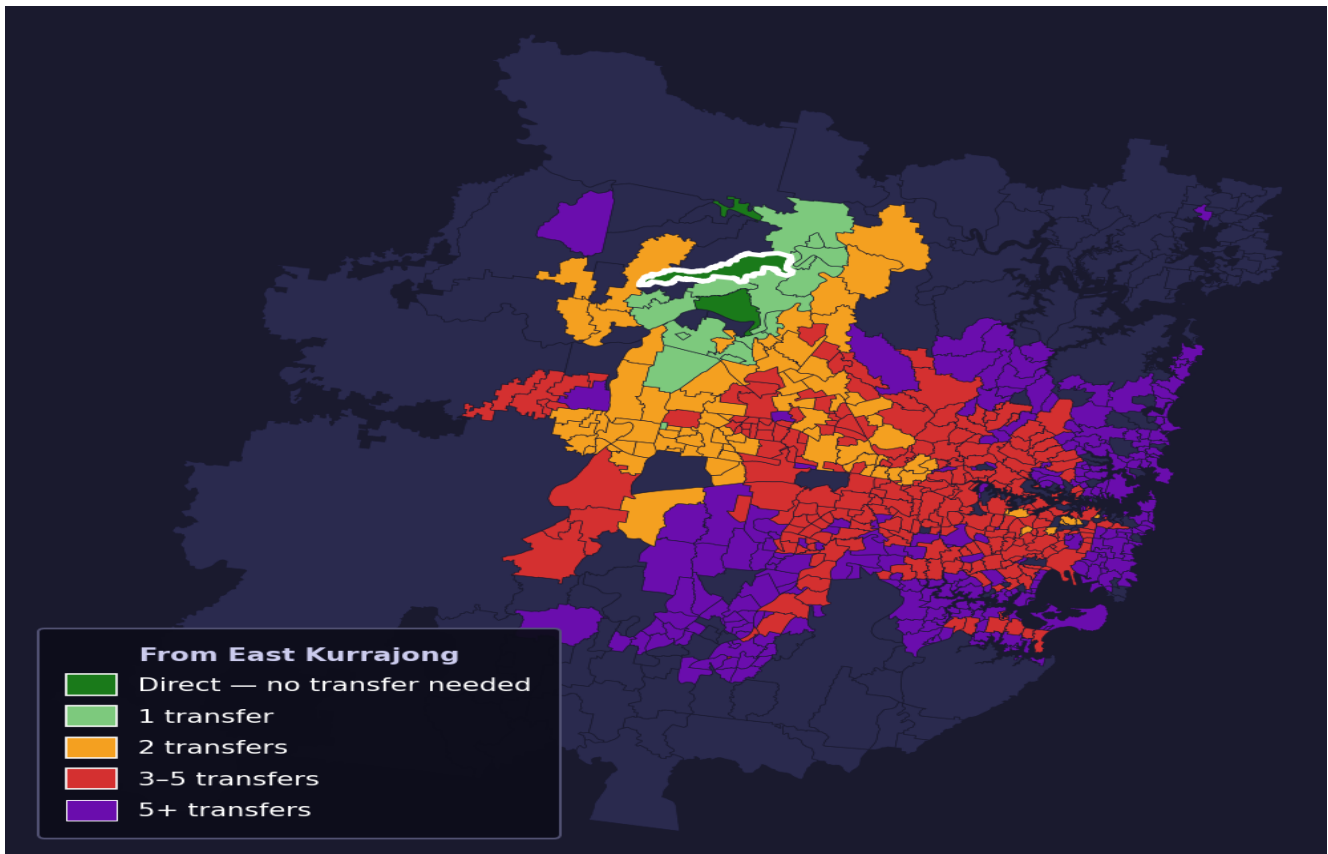 From East Kurrajong
Direct — no transfer needed
1 transfer
2 transfers
3–5 transfers
5+ transfers